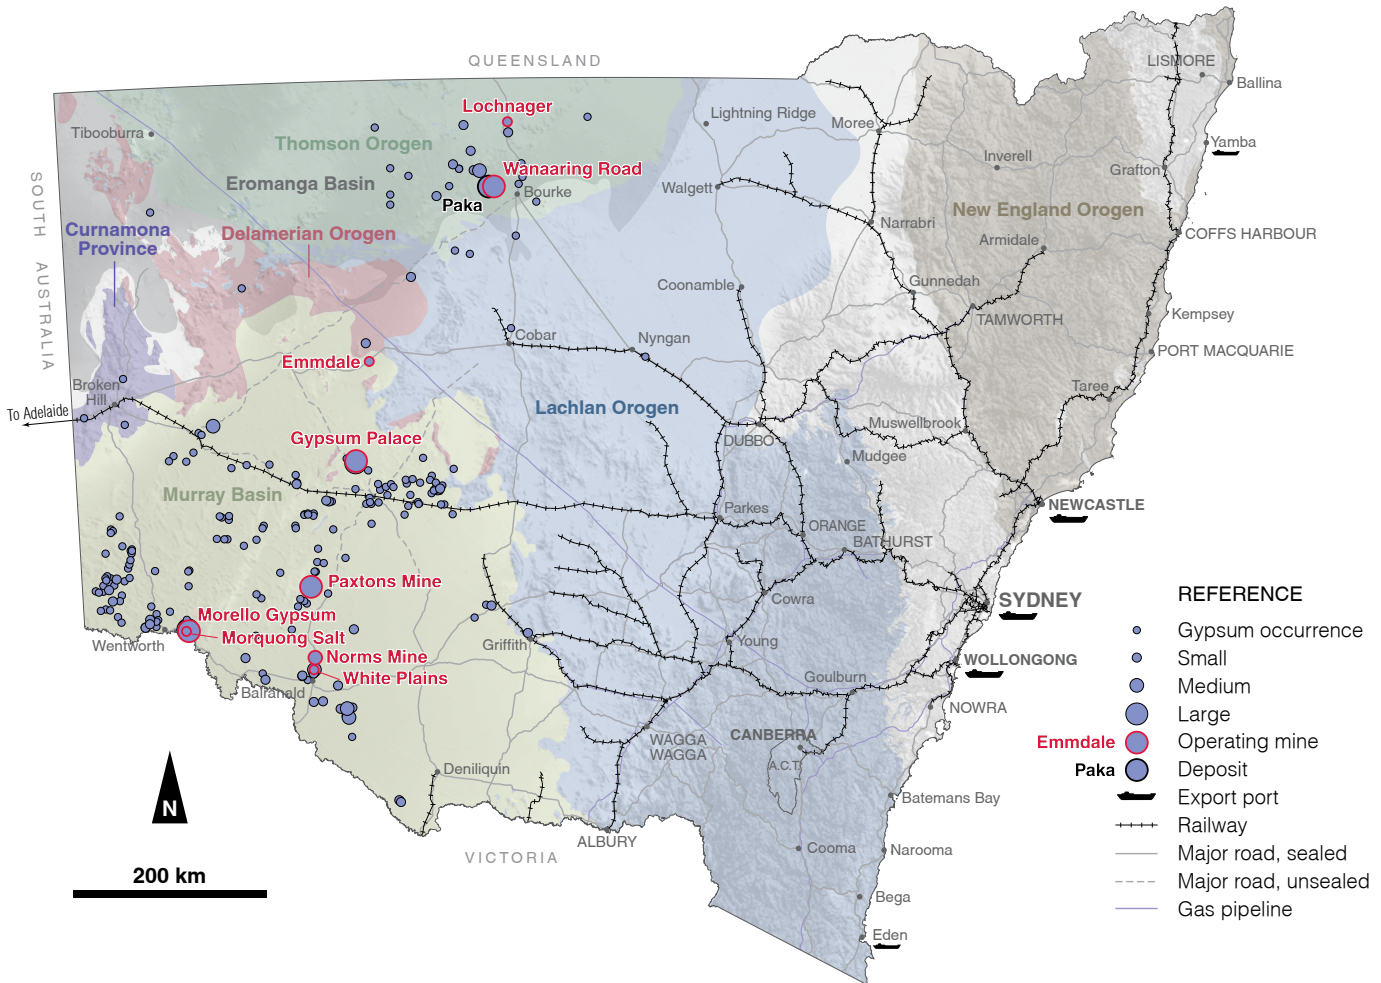 QUEENSLAND
LISMORE
Ballina
Lochnager
Lightning Ridge
Moree
Tibooburra
Thomson Orogen
Yamba
Inverell
Grafton
Wanaaring Road
Eromanga Basin
Bourke
Walgett
Paka
New England Orogen
SOUTH AUSTRALIA
Curnamona
Province
Delamerian Orogen
Narrabri
Armidale
COFFS HARBOUR
Coonamble
Gunnedah
TAMWORTH
Kempsey
Cobar
Nyngan
PORT MACQUARIE
Emmdale
Broken
Hill
Taree
To Adelaide
Lachlan Orogen
Muswellbrook
Gypsum Palace
DUBBO
Mudgee
Murray Basin
Parkes
NEWCASTLE
ORANGE
BATHURST
Paxtons Mine
Cowra
SYDNEY
Morello Gypsum
Morquong Salt
Wentworth
Griffith
Young
Norms Mine
White Plains
WOLLONGONG
Goulburn
Balranald
NOWRA
CANBERRA
WAGGA
WAGGA
A.C.T.
Deniliquin
Batemans Bay
ALBURY
VICTORIA
Cooma
Narooma
Bega
Eden
N
200 km
REFERENCE
Gypsum occurrence
Small
Medium
Large
Emmdale Operating mine
Paka Deposit
Export port
Railway
Major road, sealed
Major road, unsealed
Gas pipeline